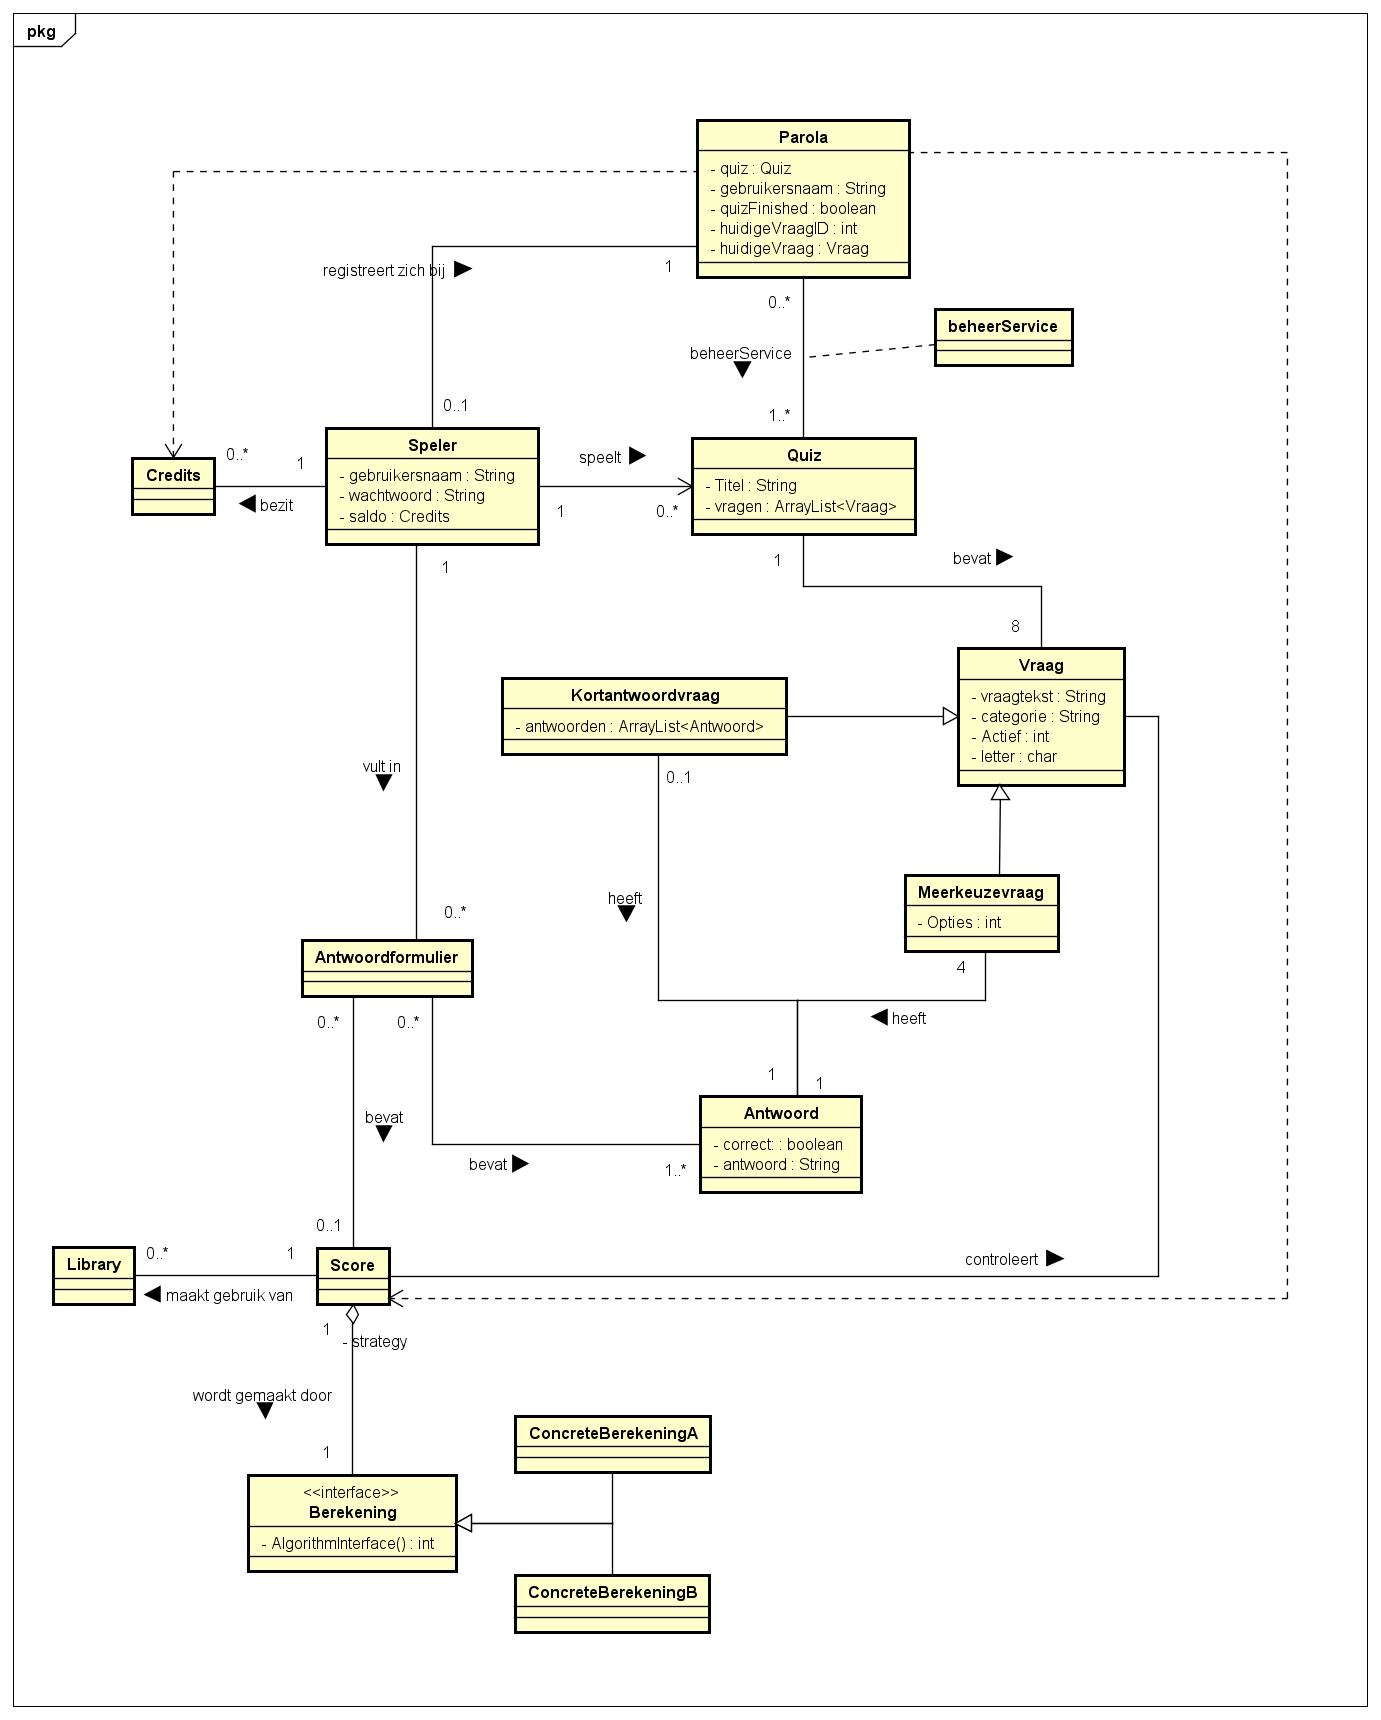 pkg
Parola
- quiz : Quiz
- gebruikersnaam : String
- quizFinished : boolean
- huidigeVraagID : int
- huidigeVraag : Vraag
registreert zich bij
1
0..*
beheerService
beheerService
0..1
1..*
Speler
- gebruikersnaam : String
- wachtwoord : String
- saldo : Credits
Credits
0..*
1
bezit
speelt
1
0..*
Quiz
- Titel : String
- vragen : ArrayList<Vraag>
1
1
bevat
8
Vraag
- vraagtekst : String
- categorie : String
- Actief : int
- letter : char
Kortantwoordvraag
- antwoorden : ArrayList<Antwoord>
0..1
vult in
heeft
Meerkeuzevraag
- Opties : int
4
heeft
0..*
Antwoordformulier
0..*
0..*
1
1
Antwoord
- correct: : boolean
- antwoord : String
bevat
bevat
1..*
0..1
Library
0..*
1
maakt gebruik van
Score
controleert
1
- strategy
wordt gemaakt door
1
<<interface>>
Berekening
- AlgorithmInterface() : int
ConcreteBerekeningA
ConcreteBerekeningB